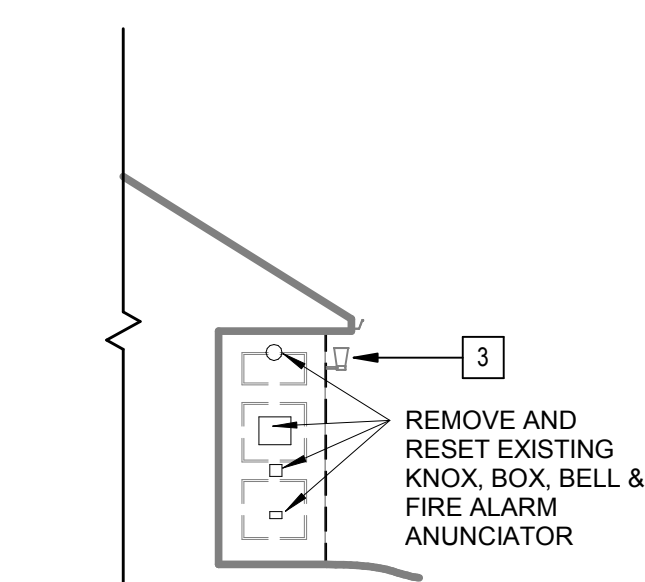 3
REMOVE AND
RESET EXISTING
KNOX, BOX, BELL &
FIRE ALARM
ANUNCIATOR